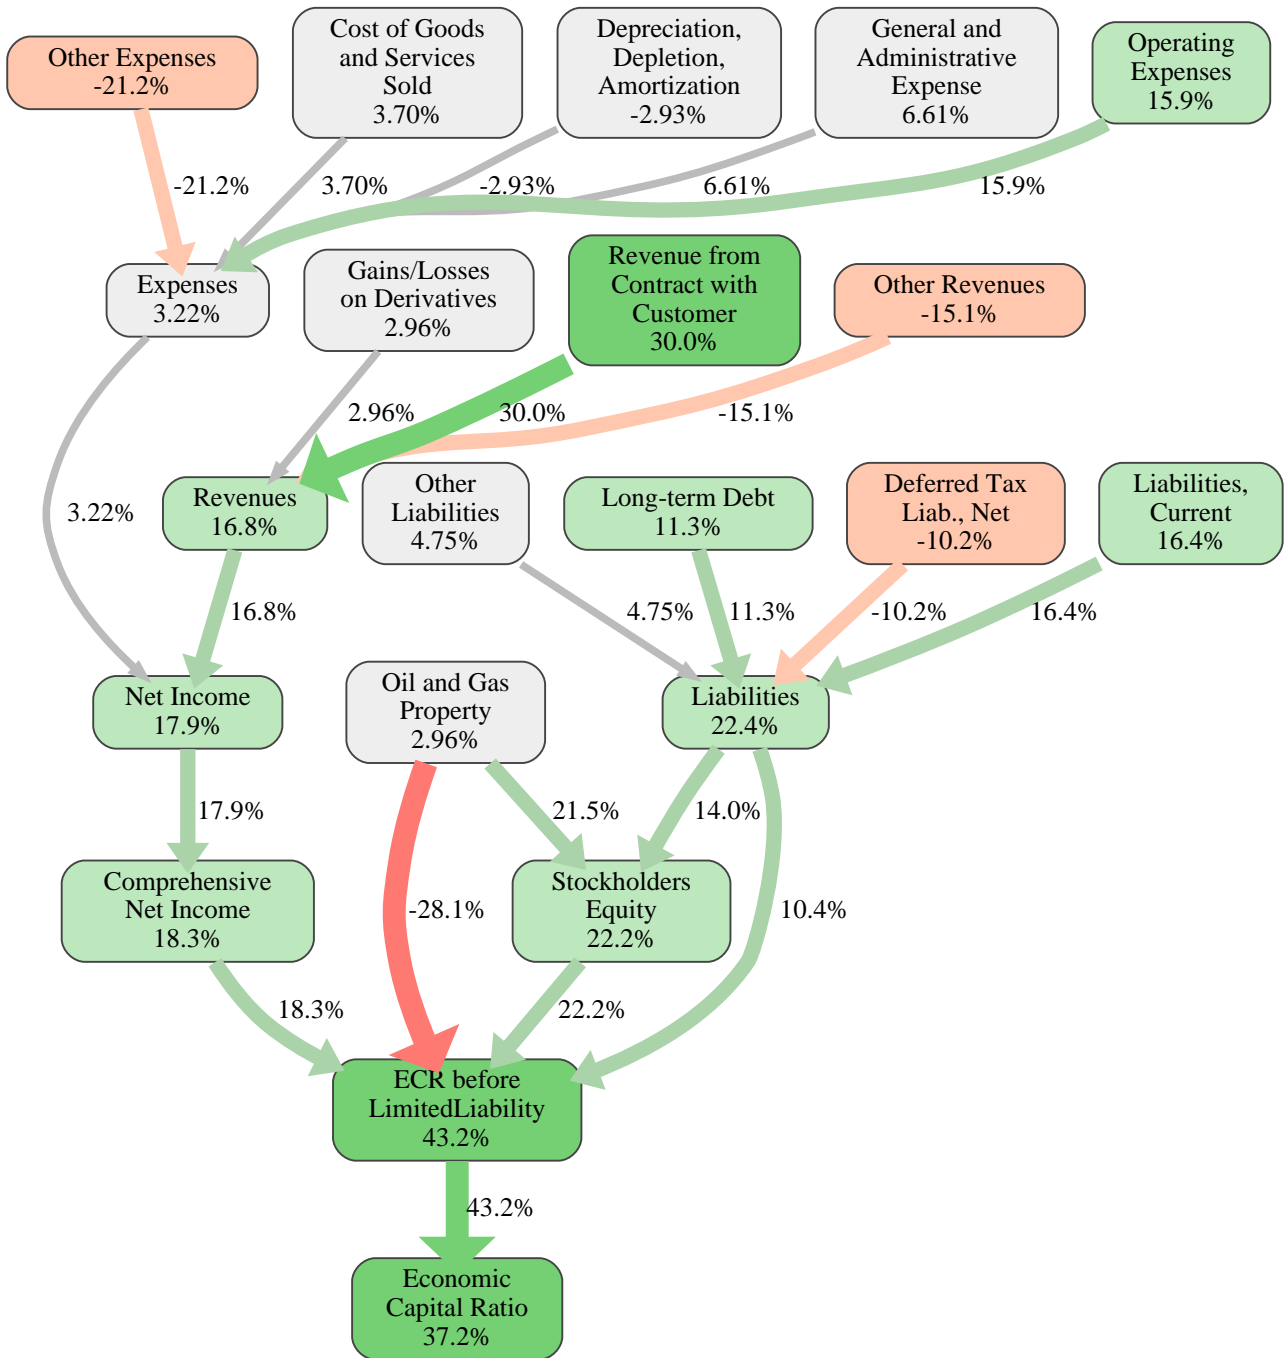 Other Expenses
-21.2%
Cost of Goods
and Services
Sold
3.70%
Depreciation,
Depletion,
Amortization
-2.93%
General and
Administrative
Expense
6.61%
Operating
Expenses
15.9%
-21.2%
3.70%
-2.93%
6.61%
15.9%
Expenses
3.22%
Gains/Losses
on Derivatives
2.96%
Revenue from
Contract with
Customer
30.0%
Other Revenues
-15.1%
2.96%
30.0%
-15.1%
3.22%
Revenues
16.8%
Other
Liabilities
4.75%
Long-term Debt
11.3%
Deferred Tax
Liab., Net
-10.2%
Liabilities,
Current
16.4%
16.8%
4.75%
11.3%
-10.2%
16.4%
Net Income
17.9%
Oil and Gas
Property
2.96%
Liabilities
22.4%
17.9%
21.5%
14.0%
Comprehensive
Net Income
18.3%
-28.1%
Stockholders
Equity
22.2%
10.4%
18.3%
22.2%
ECR before
LimitedLiability
43.2%
43.2%
Economic
Capital Ratio
37.2%